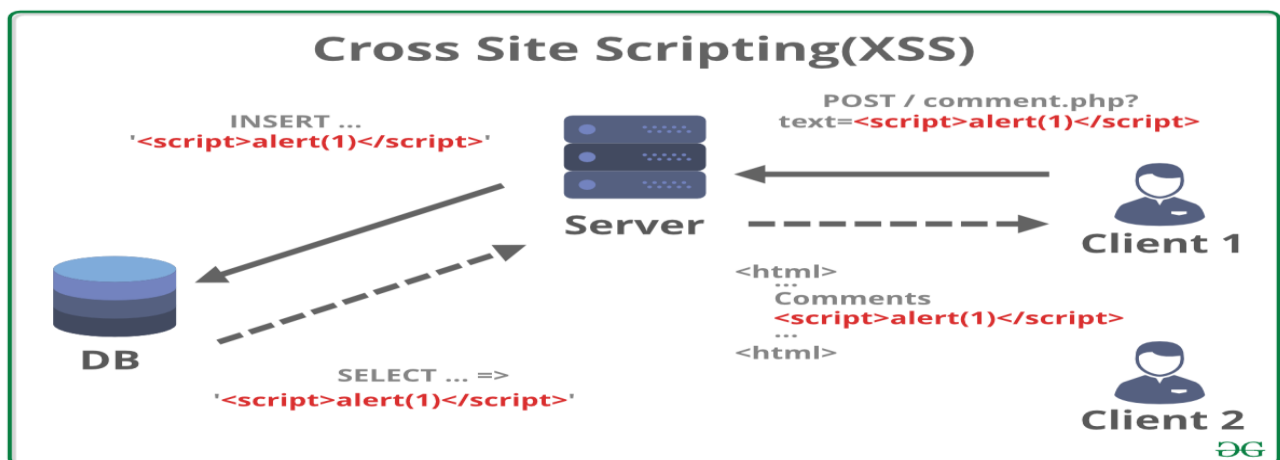 Cross Site Scripting(XSS)
INSERT ...
'<script>alert(1)</script>'
POST / comment.php?
text=<script>alert(1)</script>
Server
Client 1
DB
<html>
...
Comments
<script>alert(1)</script>
...
<html>
SELECT ... =>
'<script>alert(1)</script>'
Client 2